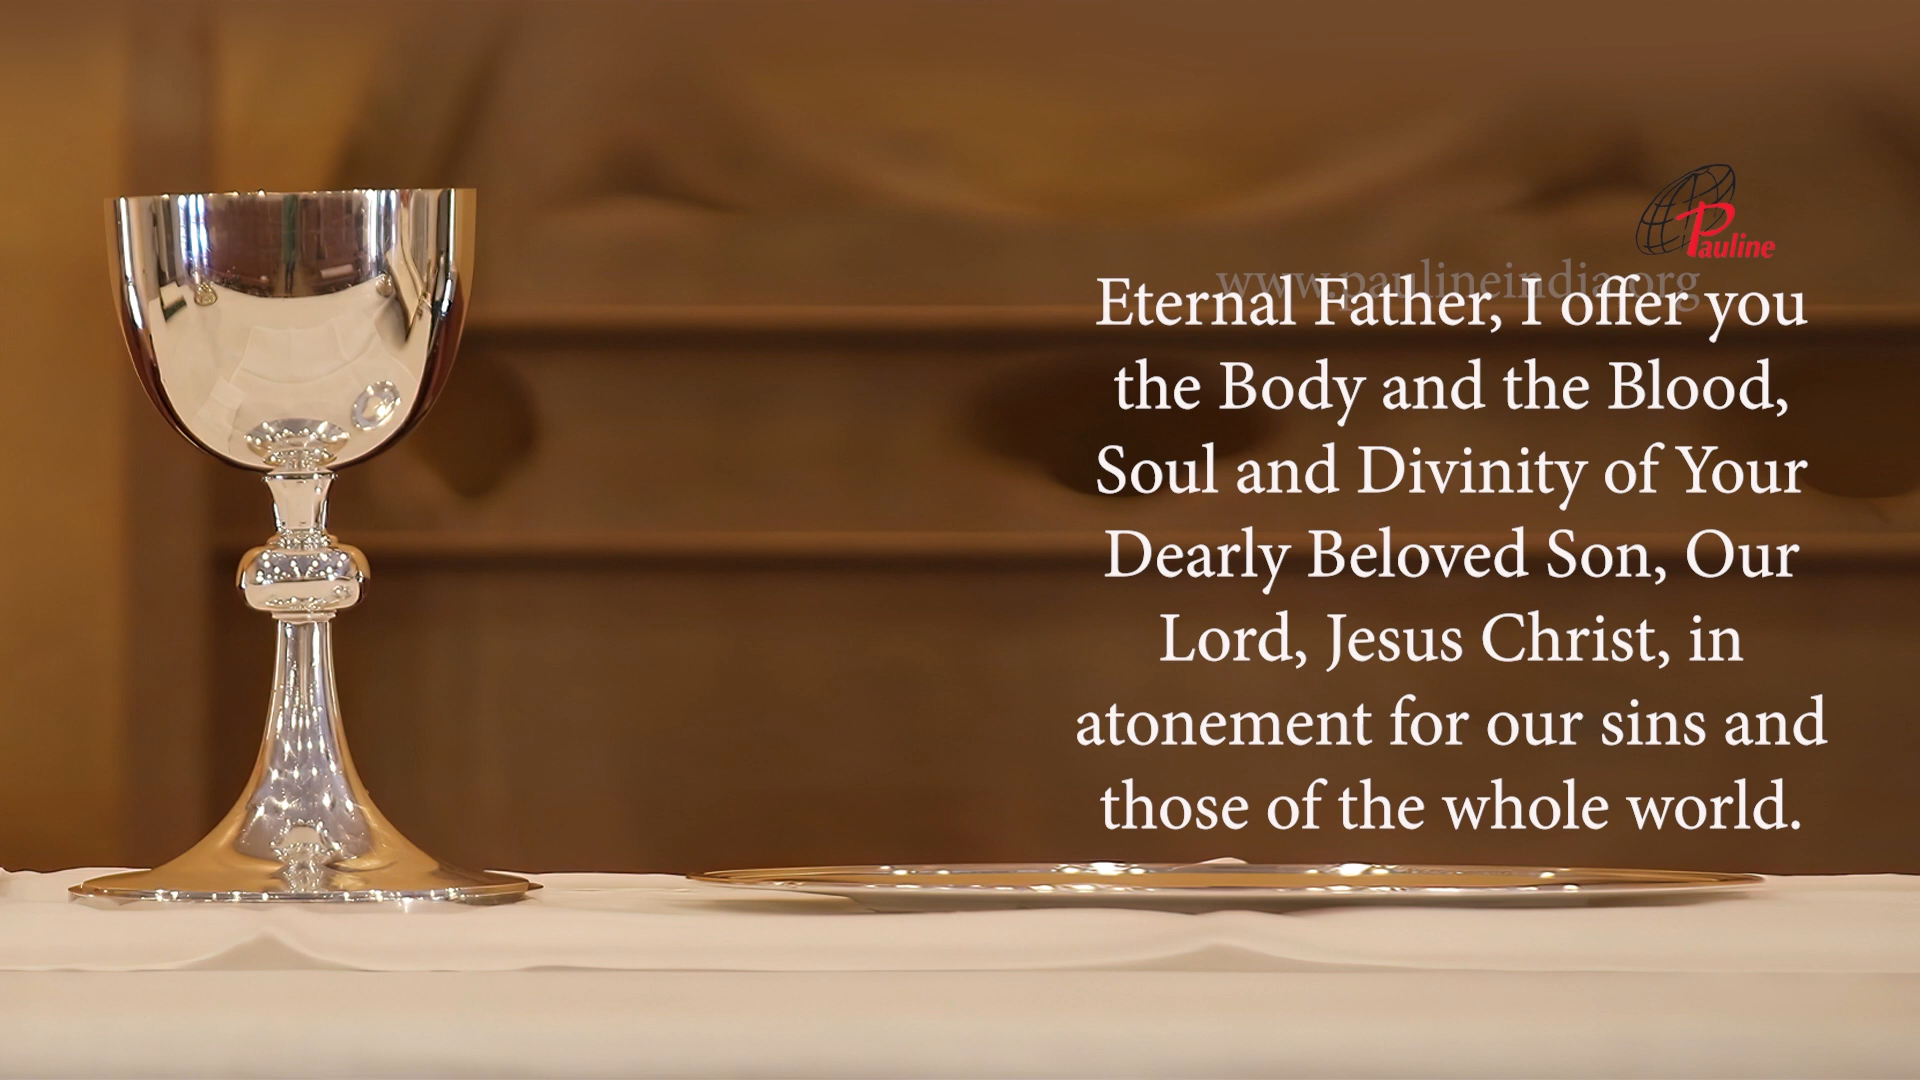 Pauline
www.paulineindia.org
Eternal Father, I offer you
the Body and the Blood,
Soul and Divinity of Your
Dearly Beloved Son, Our
Lord, Jesus Christ, in
atonement for our sins and
those of the whole world.